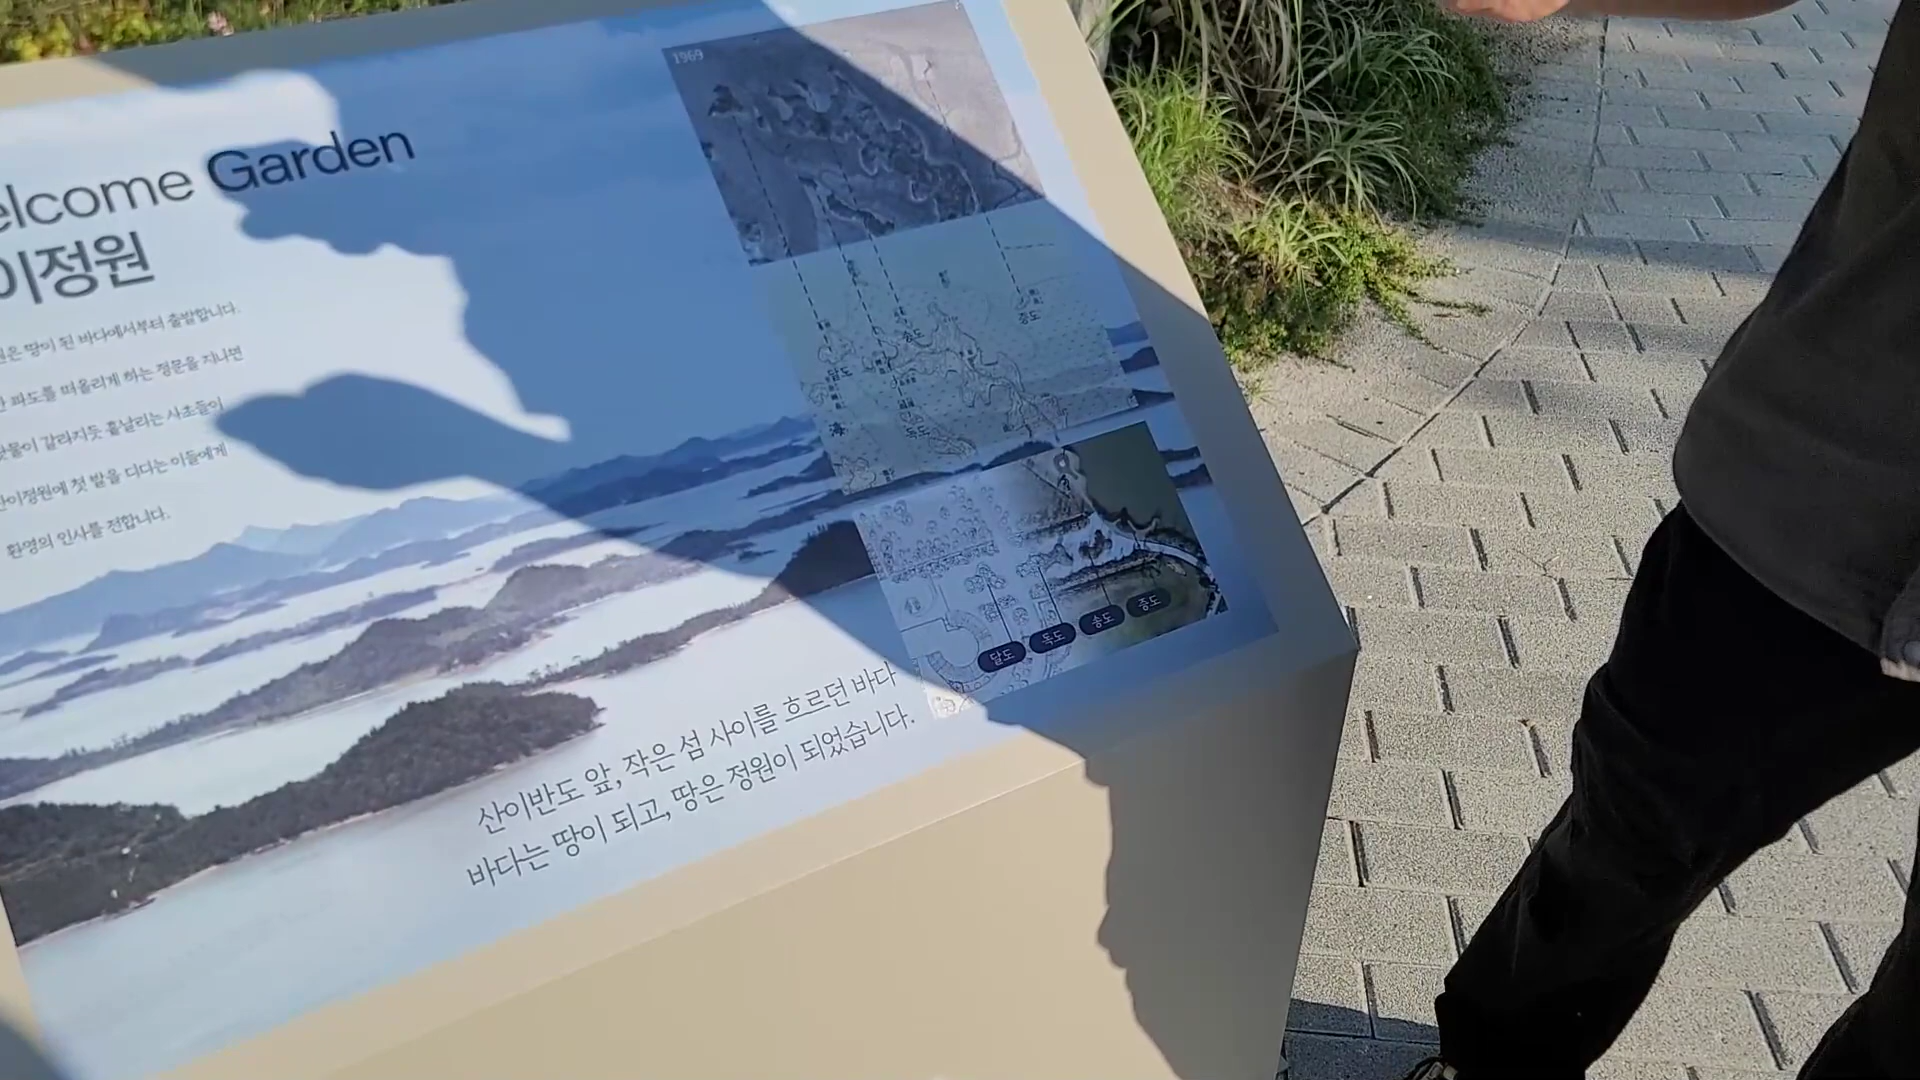 elcome Garden
이정원
은 땅이 된 바다에서부터 출발합니다.
파도를 떠올리게 하는 정문을 지나면
물이 갈라지듯 흩날리는 사초들이
이정원에 첫 발을 디디는 이들에게
환영의 인사를 전합니다.
1969
중도
달도
海
달도
독도
송도
중도
산이반도 앞, 작은 섬 사이를 흐르던 바다
바다는 땅이 되고, 땅은 정원이 되었습니다.